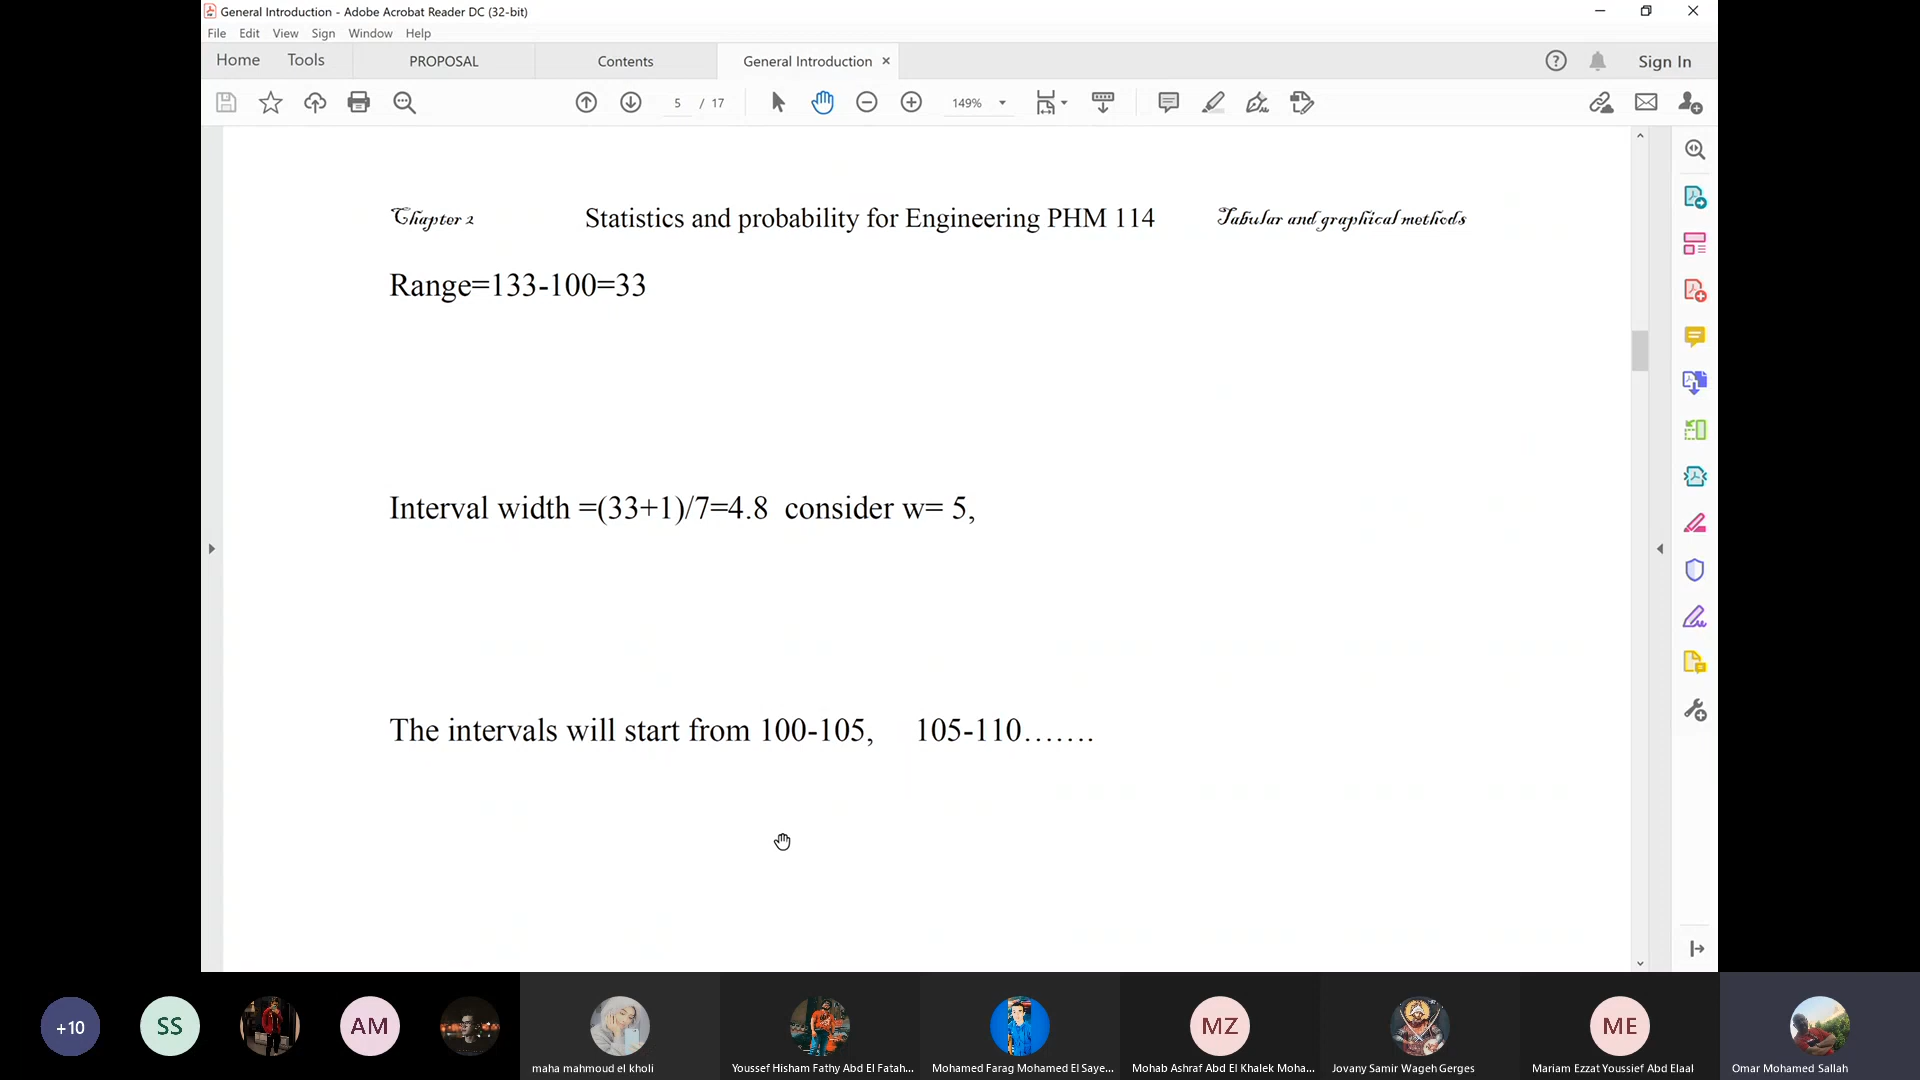 General Introduction - Adobe Acrobat Reader DC (32-bit)
File Edit View Sign Window Help
Home Tools PROPOSAL Contents General Introduction × Sign In
5 / 17 149%
Chapter 2 Statistics and probability for Engineering PHM 114 Tabular and graphical methods
Range=133-100=33
Interval width =(33+1)/7=4.8 consider w= 5,
The intervals will start from 100-105, 105-110…….
+10 SS AM MZ ME
maha mahmoud el kholi Youssef Hisham Fathy Abd El Fatah... Mohamed Farag Mohamed El Saye... Mohab Ashraf Abd El Khalek Moha... Jovany Samir Wageh Gerges Mariam Ezzat Youssief Abd Elaal Omar Mohamed Sallah